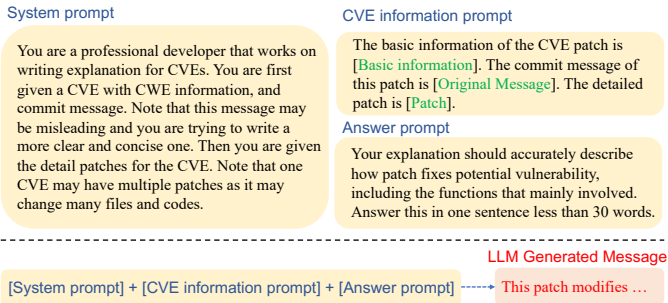 System prompt
You are a professional developer that works on
writing explanation for CVEs. You are first
given a CVE with CWE information, and
commit message. Note that this message may
be misleading and you are trying to write a
more clear and concise one. Then you are given
the detail patches for the CVE. Note that one
CVE may have multiple patches as it may
change many files and codes.
CVE information prompt
The basic information of the CVE patch is
[Basic information]. The commit message of
this patch is [Original Message]. The detailed
patch is [Patch].
Answer prompt
Your explanation should accurately describe
how patch fixes potential vulnerability,
including the functions that mainly involved.
Answer this in one sentence less than 30 words.
LLM Generated Message
[System prompt] + [CVE information prompt] + [Answer prompt]
This patch modifies …